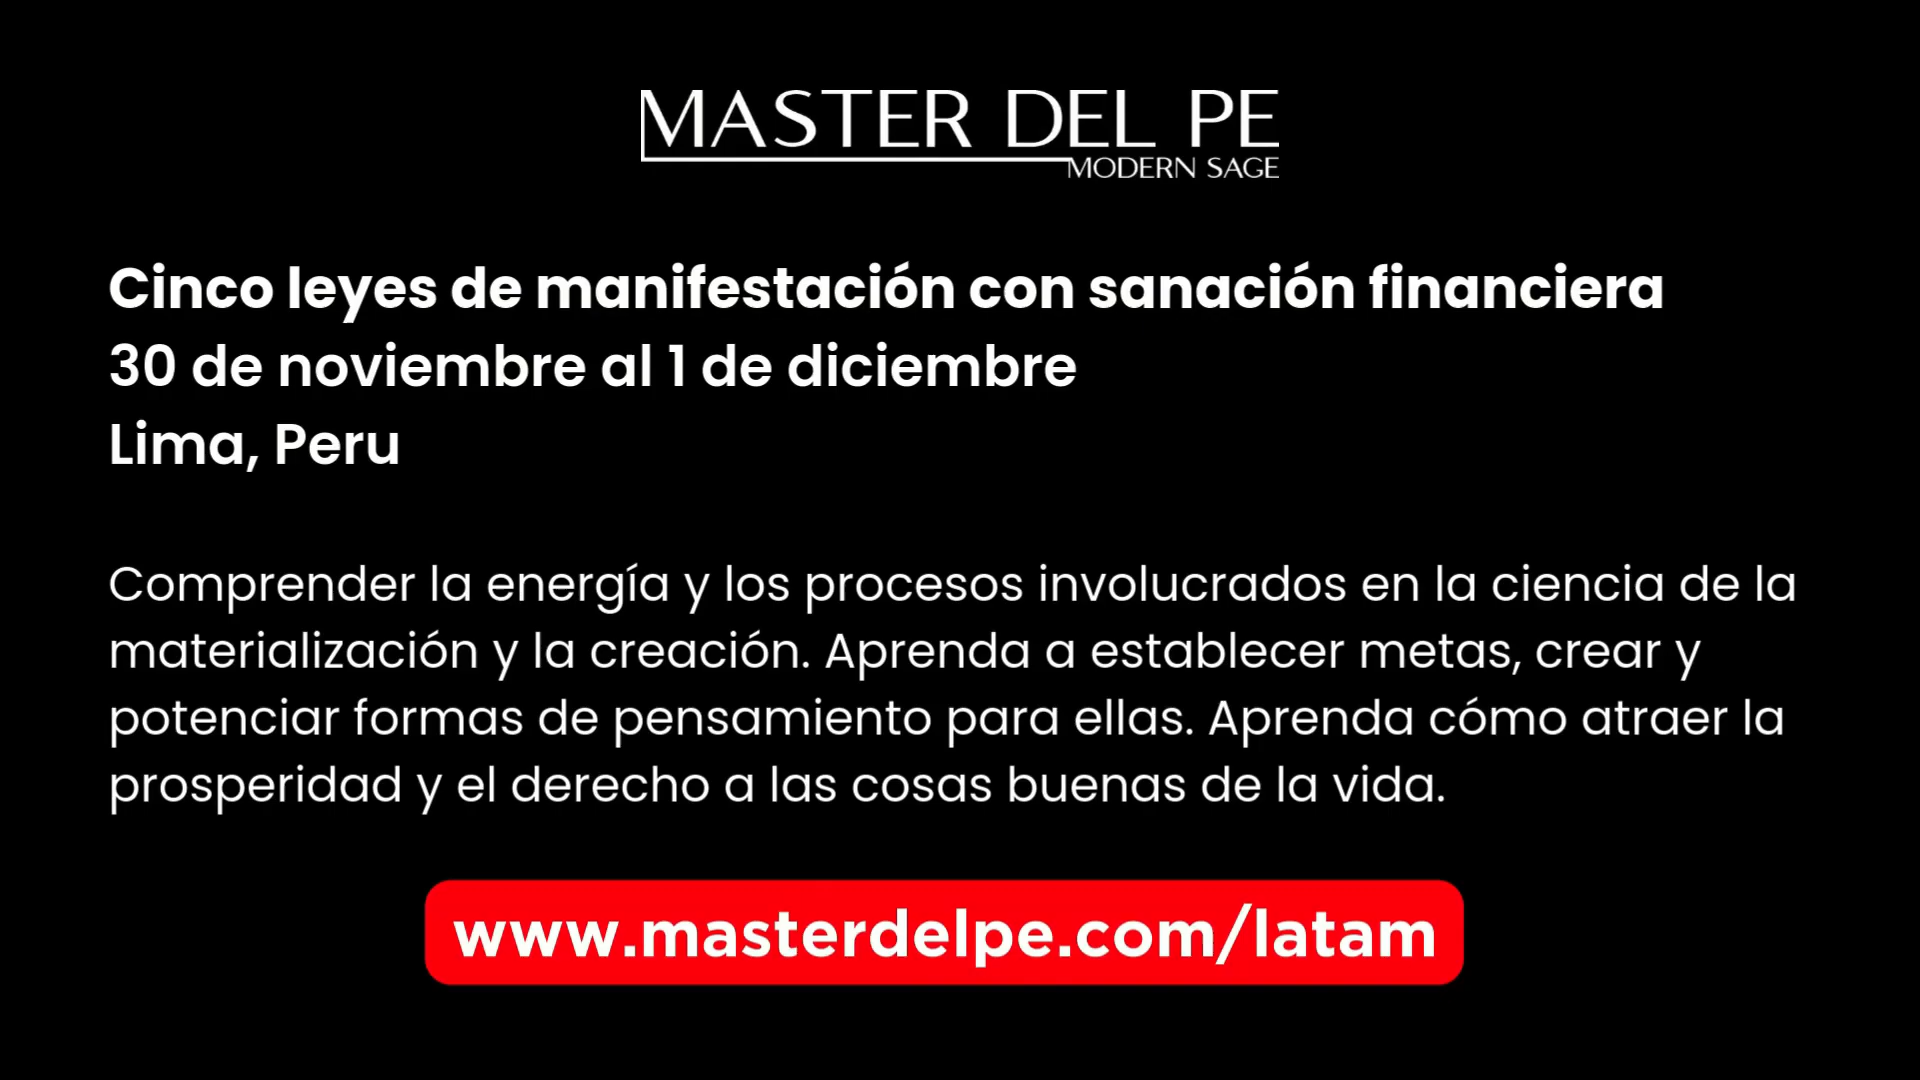 MASTER DEL PE
MODERN SAGE
Cinco leyes de manifestación con sanación financiera
30 de noviembre al 1 de diciembre
Lima, Peru
Comprender la energía y los procesos involucrados en la ciencia de la
materialización y la creación. Aprenda a establecer metas, crear y
potenciar formas de pensamiento para ellas. Aprenda cómo atraer la
prosperidad y el derecho a las cosas buenas de la vida.
www.masterdelpe.com/latam